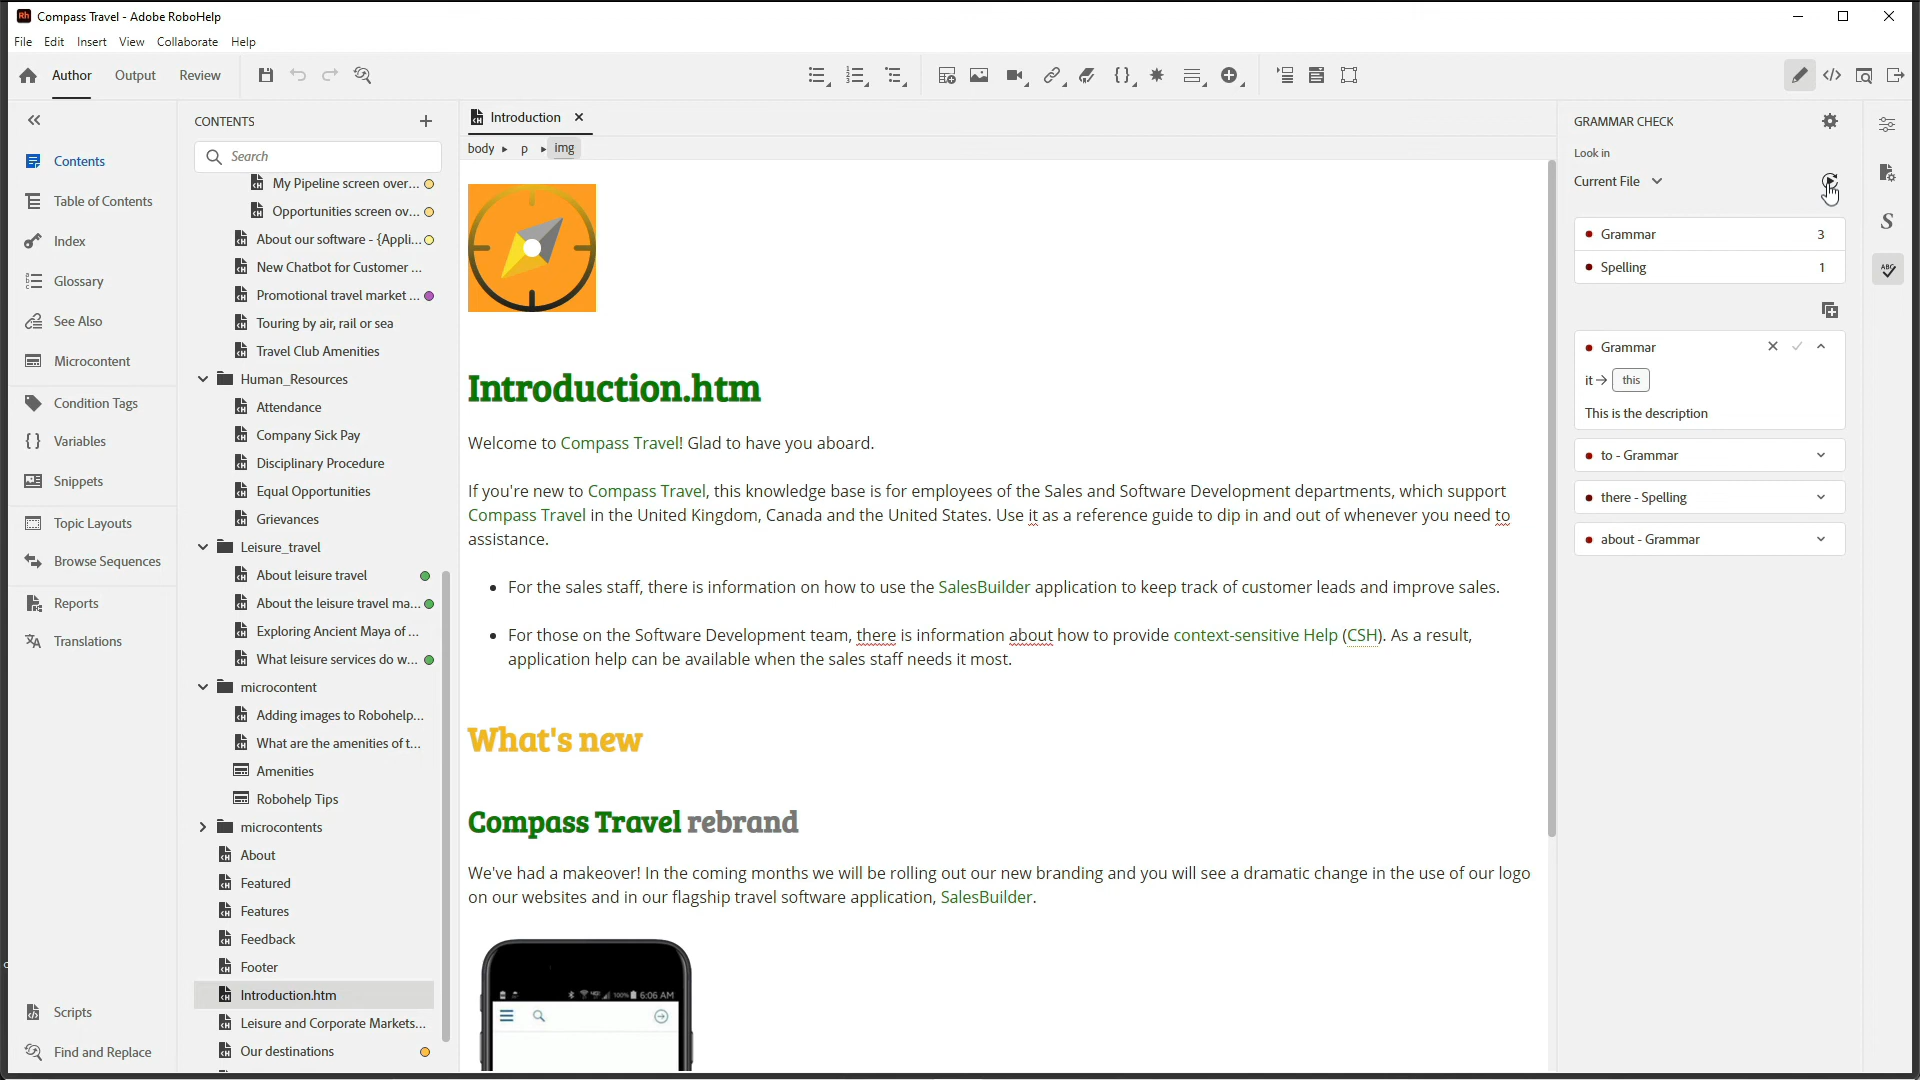 Rh Compass Travel - Adobe RoboHelp
File Edit Insert View Collaborate Help
Author Output Review
Contents
Table of Contents
Index
Glossary
See Also
Microcontent
Condition Tags
Variables
Snippets
Topic Layouts
Browse Sequences
Reports
Translations
Scripts
Find and Replace
CONTENTS
Search
My Pipeline screen over...
Opportunities screen ov...
About our software - {Appli...
New Chatbot for Customer ...
Promotional travel market ...
Touring by air, rail or sea
Travel Club Amenities
Human_Resources
Attendance
Company Sick Pay
Disciplinary Procedure
Equal Opportunities
Grievances
Leisure_travel
About leisure travel
About the leisure travel ma...
Exploring Ancient Maya of ...
What leisure services do w...
microcontent
Adding images to Robohelp...
What are the amenities of t...
Amenities
Robohelp Tips
microcontents
About
Featured
Features
Feedback
Footer
Introduction.htm
Leisure and Corporate Markets...
Our destinations
Introduction
body p img
Introduction.htm
Welcome to Compass Travel! Glad to have you aboard.
If you're new to Compass Travel, this knowledge base is for employees of the Sales and Software Development departments, which support
Compass Travel in the United Kingdom, Canada and the United States. Use it as a reference guide to dip in and out of whenever you need to
assistance.
• For the sales staff, there is information on how to use the SalesBuilder application to keep track of customer leads and improve sales.
• For those on the Software Development team, there is information about how to provide context-sensitive Help (CSH). As a result,
application help can be available when the sales staff needs it most.
What's new
Compass Travel rebrand
We've had a makeover! In the coming months we will be rolling out our new branding and you will see a dramatic change in the use of our logo
on our websites and in our flagship travel software application, SalesBuilder.
100% 6:06 AM
GRAMMAR CHECK
Look in
Current File
Grammar 3
Spelling 1
Grammar
it→ this
This is the description
to - Grammar
there - Spelling
about - Grammar
S
ABC